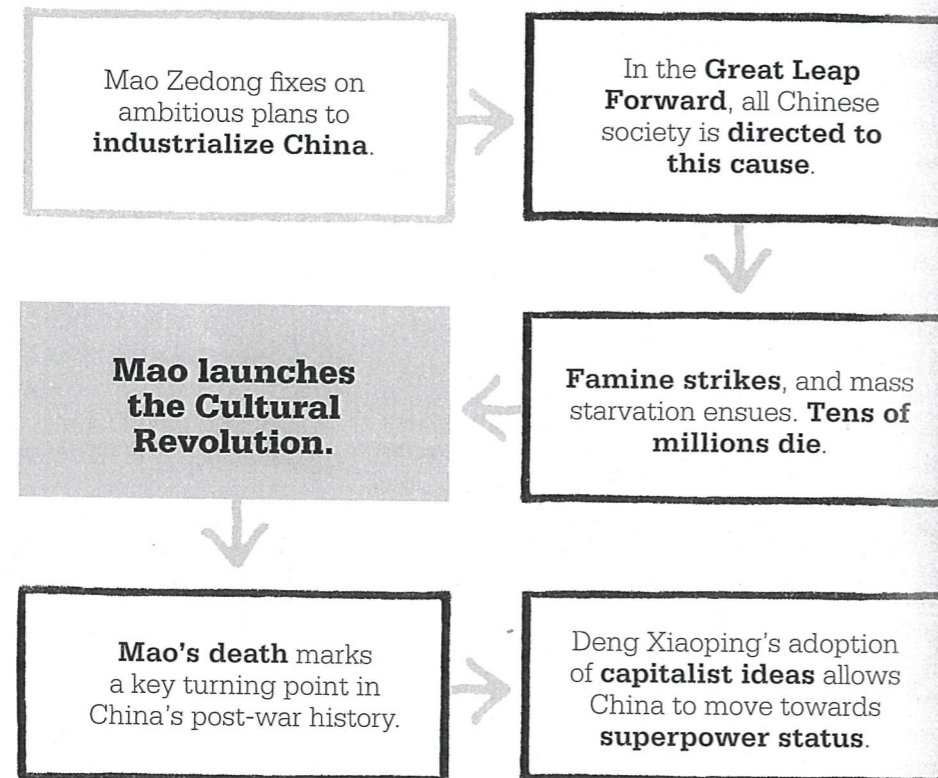 Mao Zedong fixes on
ambitious plans to
industrialize China.
In the Great Leap
Forward, all Chinese
society is directed to
this cause.
Famine strikes, and mass
starvation ensues. Tens of
millions die.
Mao launches
the Cultural
Revolution.
Mao's death marks
a key turning point in
China's post-war history.
Deng Xiaoping's adoption
of capitalist ideas allows
China to move towards
superpower status.